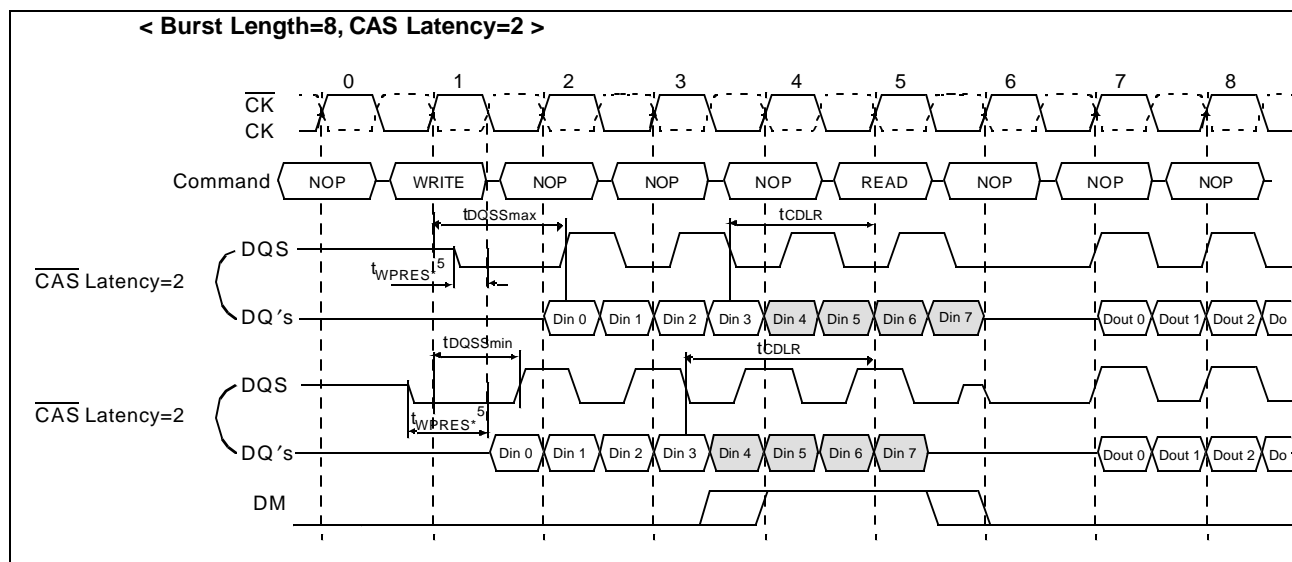 < Burst Length=8, CAS Latency=2 >
0 1 2 3 4 5 6 7 8
CK
CK
Command NOP WRITE NOP NOP NOP READ NOP NOP NOP
tDQSSmax tCDLR
DQS
tWPRES*5
CAS Latency=2
DQ's Din 0 Din 1 Din 2 Din 3 Din 4 Din 5 Din 6 Din 7 Dout 0 Dout 1 Dout 2 Do
tDQSSmin tCDLR
DQS
CAS Latency=2
tWPRES*5
DQ's Din 0 Din 1 Din 2 Din 3 Din 4 Din 5 Din 6 Din 7 Dout 0 Dout 1 Dout 2 Do
DM